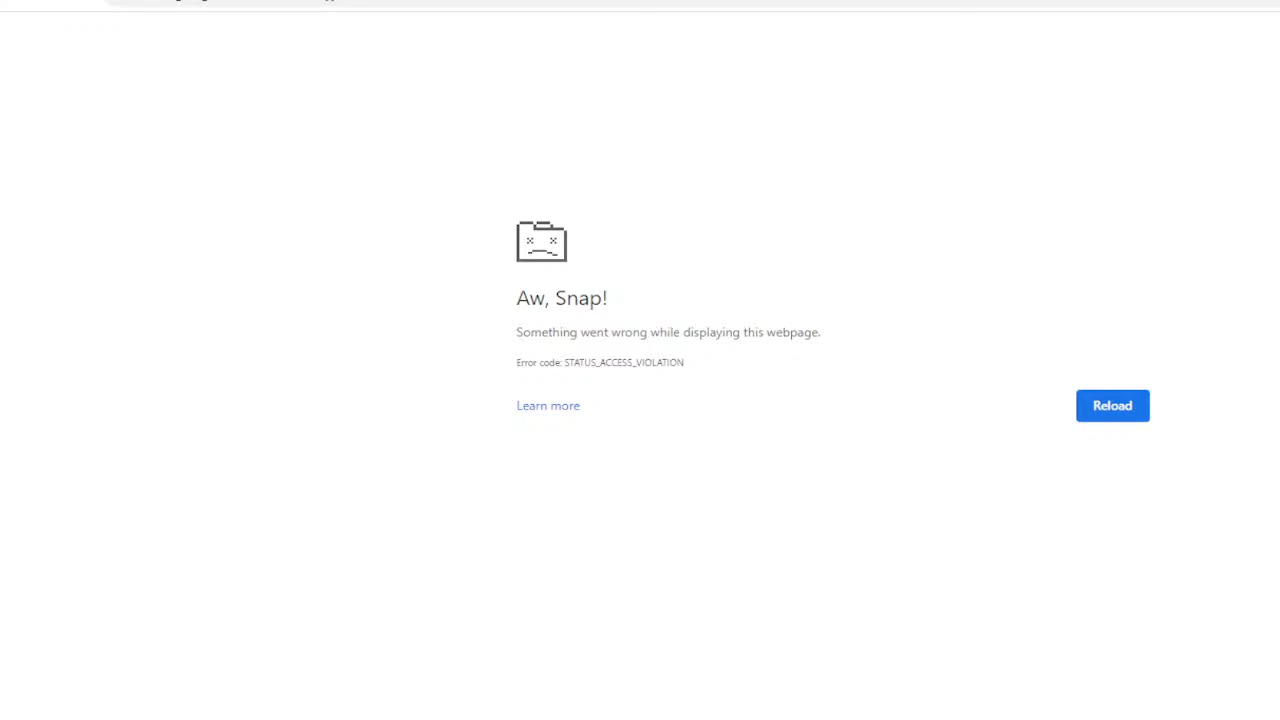 Aw, Snap!
Something went wrong while displaying this webpage.
Error code: STATUS_ACCESS_VIOLATION
Learn more
Reload